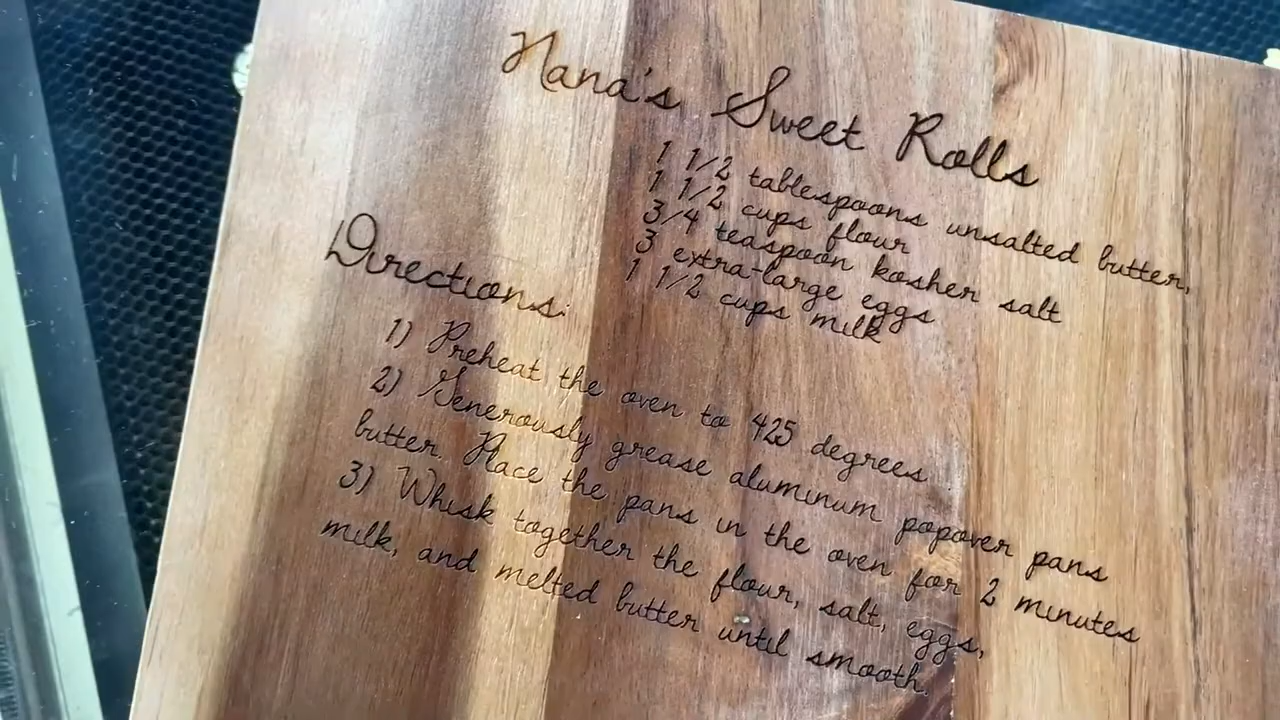 Nana's Sweet Rolls
1 1/2 tablespoons unsalted butter,
1 1/2 cups flour
3/4 teaspoon kosher salt
3 extra-large eggs
1 1/2 cups milk
Directions:
1) Preheat the oven to 425 degrees
2) Generously grease aluminum popover pans
butter. Place the pans in the oven for 2 minutes
3) Whisk together the flour, salt, eggs,
milk, and melted butter until smooth.